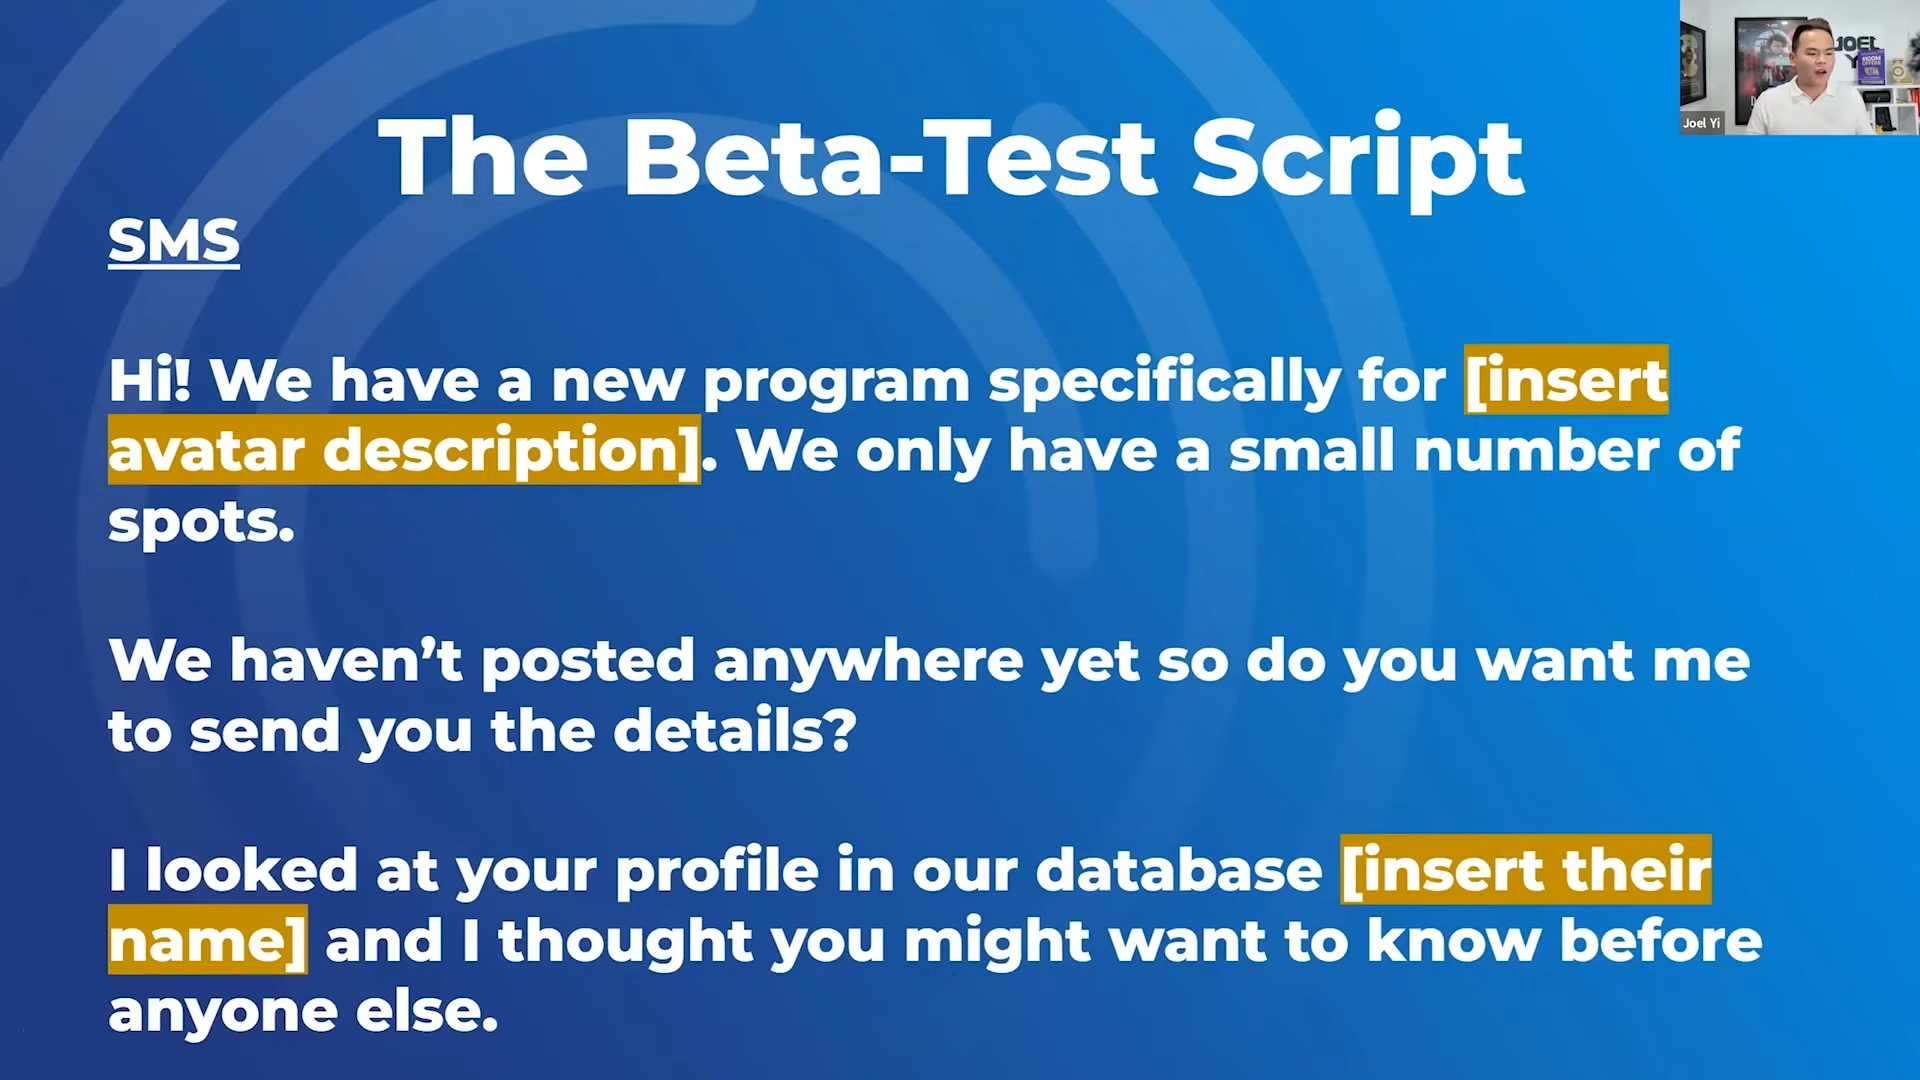 The Beta-Test Script
SMS
Hi! We have a new program specifically for [insert
avatar description]. We only have a small number of
spots.
We haven’t posted anywhere yet so do you want me
to send you the details?
I looked at your profile in our database [insert their
name] and I thought you might want to know before
anyone else.
JOEL
Y
$100M
OFFERS
Joel Yi